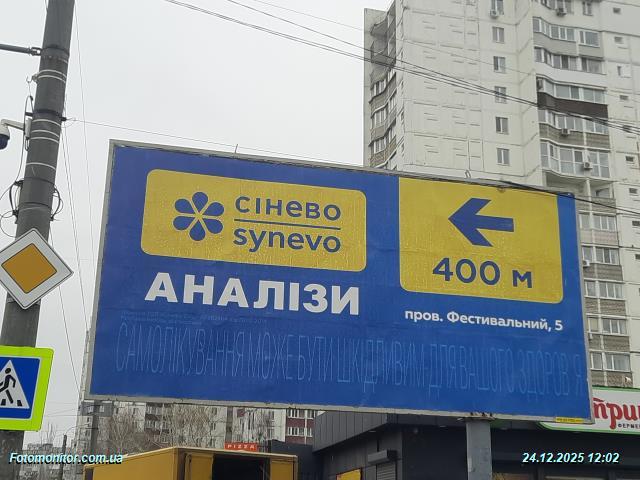 сінево
synevo
АНАЛІЗИ
400 м
пров. Фестивальний, 5
САМОЛІКУВАННЯ МОЖЕ БУТИ ШКІДЛИВИМ ДЛЯ ВАШОГО ЗДОРОВ'Я
PIZZA
Fotomonitor.com.ua
24.12.2025 12:02